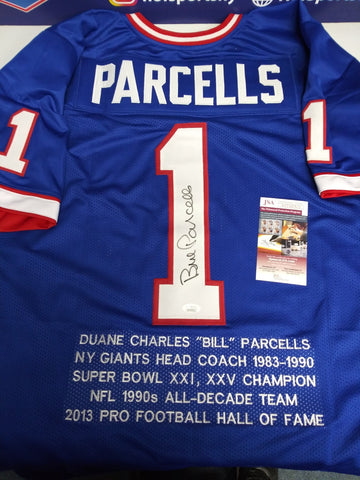 PARCELLS
1
1
1
Bill Parcells
JSA
DUANE CHARLES "BILL" PARCELLS
NY GIANTS HEAD COACH 1983-1990
SUPER BOWL XXI, XXV CHAMPION
NFL 1990s ALL-DECADE TEAM
2013 PRO FOOTBALL HALL OF FAME